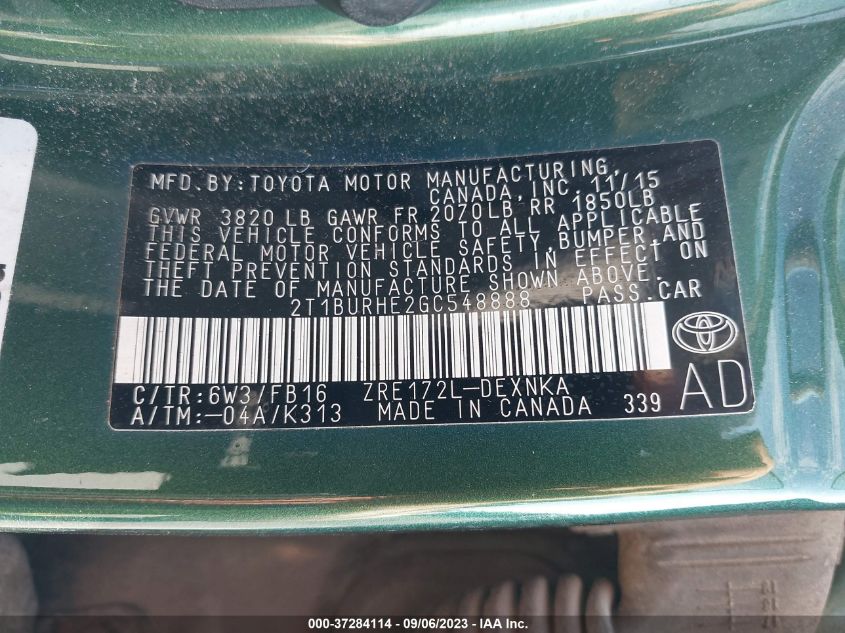 MFD. BY: TOYOTA MOTOR MANUFACTURING,
CANADA, INC. 11/15
GVWR 3820 LB GAWR FR 2070LB RR 1850LB
THIS VEHICLE CONFORMS TO ALL APPLICABLE
FEDERAL MOTOR VEHICLE SAFETY, BUMPER, AND
THEFT PREVENTION STANDARDS IN EFFECT ON
THE DATE OF MANUFACTURE SHOWN ABOVE.
2T1BURHE2GC548888 PASS. CAR
C/TR: 6W3/FB16 ZRE172L-DEXNKA
A/TM: -04A/K313 MADE IN CANADA 339
AD
000-37284114 - 09/06/2023 - IAA Inc.